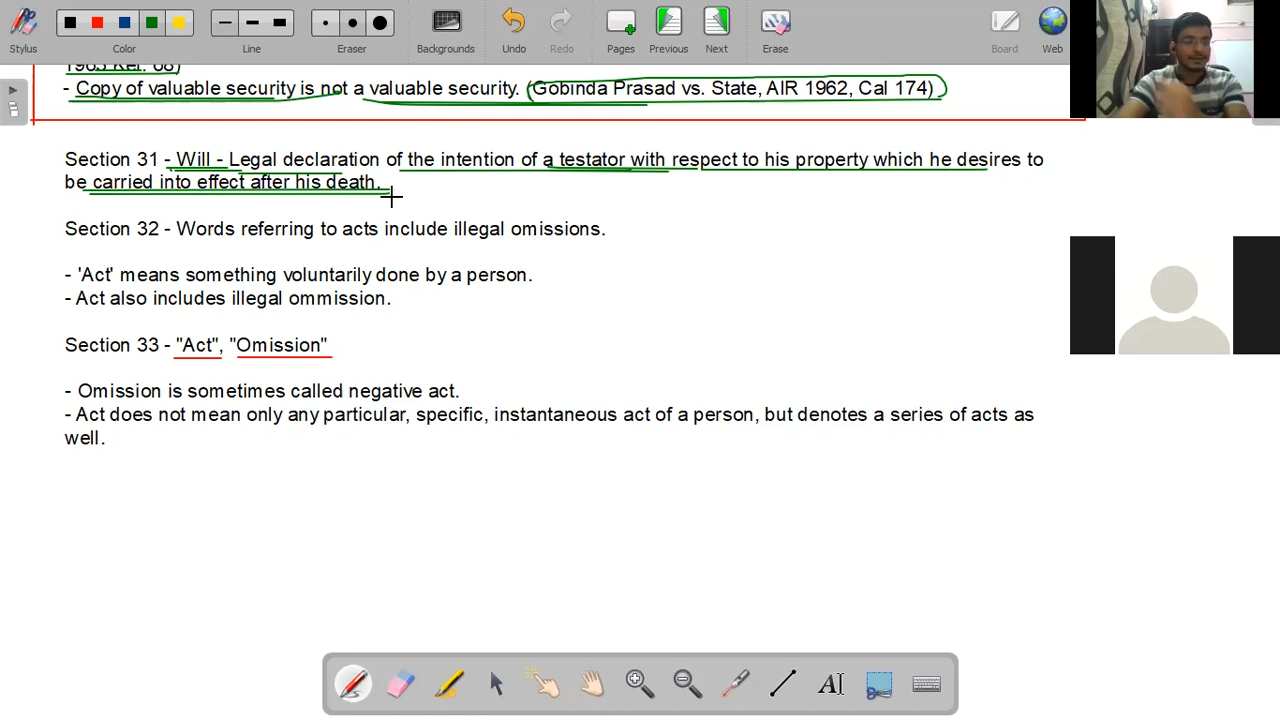 Stylus
Color
Line
Eraser
Backgrounds
Undo
Redo
Pages
Previous
Next
Erase
Board
Web
- Copy of valuable security is not a valuable security. (Gobinda Prasad vs. State, AIR 1962, Cal 174)
Section 31 - Will - Legal declaration of the intention of a testator with respect to his property which he desires to
be carried into effect after his death.
Section 32 - Words referring to acts include illegal omissions.
- 'Act' means something voluntarily done by a person.
- Act also includes illegal ommission.
Section 33 - "Act", "Omission"
- Omission is sometimes called negative act.
- Act does not mean only any particular, specific, instantaneous act of a person, but denotes a series of acts as
well.